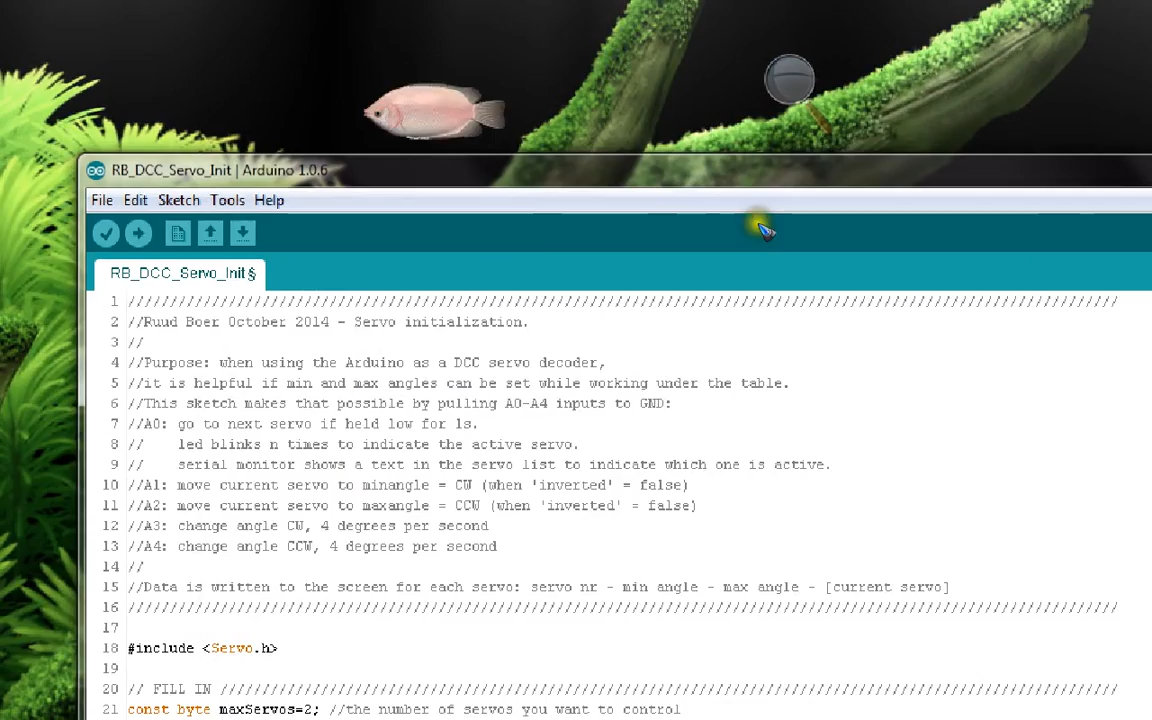 RB_DCC_Servo_Init | Arduino 1.0.6
File Edit Sketch Tools Help
RB_DCC_Servo_Init§
1 ////////////////////////////////////////////////////////////////////////////////////////////////////////////////////////
2 //Ruud Boer October 2014 - Servo initialization.
3 //
4 //Purpose: when using the Arduino as a DCC servo decoder,
5 //it is helpful if min and max angles can be set while working under the table.
6 //This sketch makes that possible by pulling A0-A4 inputs to GND:
7 //A0: go to next servo if held low for 1s.
8 //    led blinks n times to indicate the active servo.
9 //    serial monitor shows a text in the servo list to indicate which one is active.
10 //A1: move current servo to minangle = CW (when 'inverted' = false)
11 //A2: move current servo to maxangle = CCW (when 'inverted' = false)
12 //A3: change angle CW, 4 degrees per second
13 //A4: change angle CCW, 4 degrees per second
14 //
15 //Data is written to the screen for each servo: servo nr - min angle - max angle - [current servo]
16 ////////////////////////////////////////////////////////////////////////////////////////////////////////////////////////
17
18 #include <Servo.h>
19
20 // FILL IN ////////////////////////////////////////////////////////////////////////////////////////////////////////////
21 const byte maxServos=2; //the number of servos you want to control